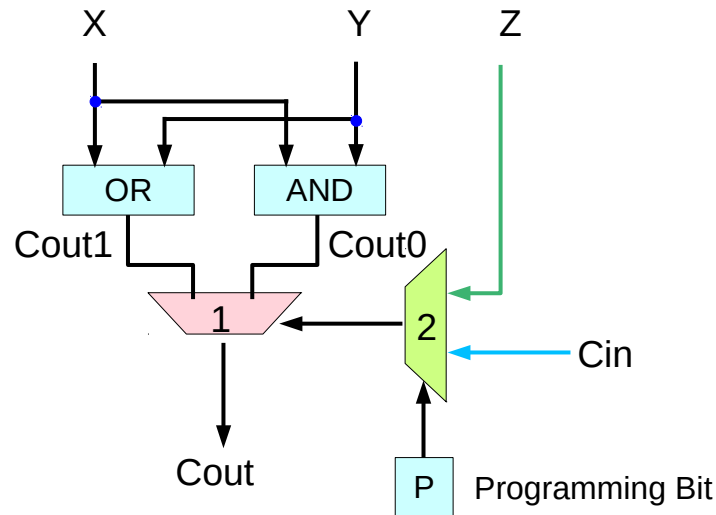 X Y Z
OR AND
Cout1 Cout0
1 2
Cin
Cout
P Programming Bit